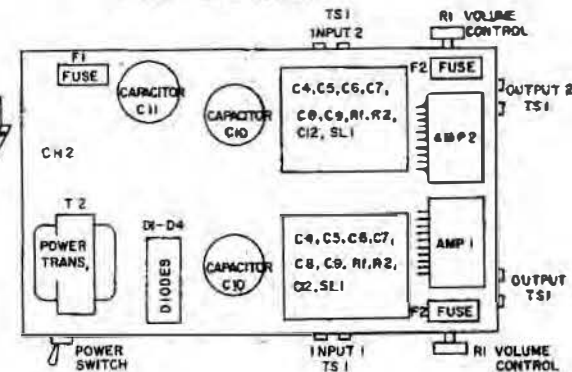 TS1
INPUT 2
R1 VOLUME
CONTROL
F1
FUSE
CAPACITOR
C11
CAPACITOR
C10
C4, C5, C6, C7,
C8, C9, R1, R2,
C12, SL1
F2
FUSE
AMP2
OUTPUT 2
TS1
CH2
T2
POWER
TRANS.
D1-D4
DIODES
CAPACITOR
C10
C4, C5, C6, C7,
C8, C9, R1, R2,
C12, SL1
AMP 1
F2
FUSE
OUTPUT
TS1
POWER
SWITCH
INPUT 1
TS1
R1 VOLUME
CONTROL